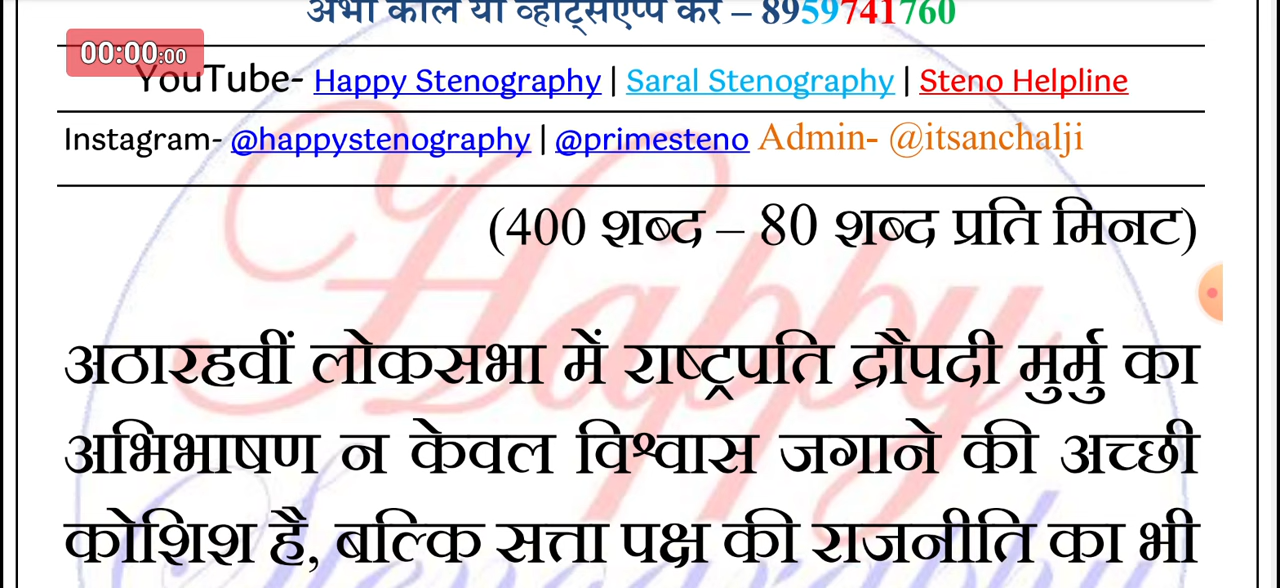 अभी कॉल या व्हाट्सएप्प करें – 8959741760
00:00:00
YouTube- Happy Stenography | Saral Stenography | Steno Helpline
Instagram- @happystenography | @primesteno Admin- @itsanchalji
(400 शब्द – 80 शब्द प्रति मिनट)
Happy
अठारहवीं लोकसभा में राष्ट्रपति द्रौपदी मुर्मु का
अभिभाषण न केवल विश्वास जगाने की अच्छी
कोशिश है, बल्कि सत्ता पक्ष की राजनीति का भी